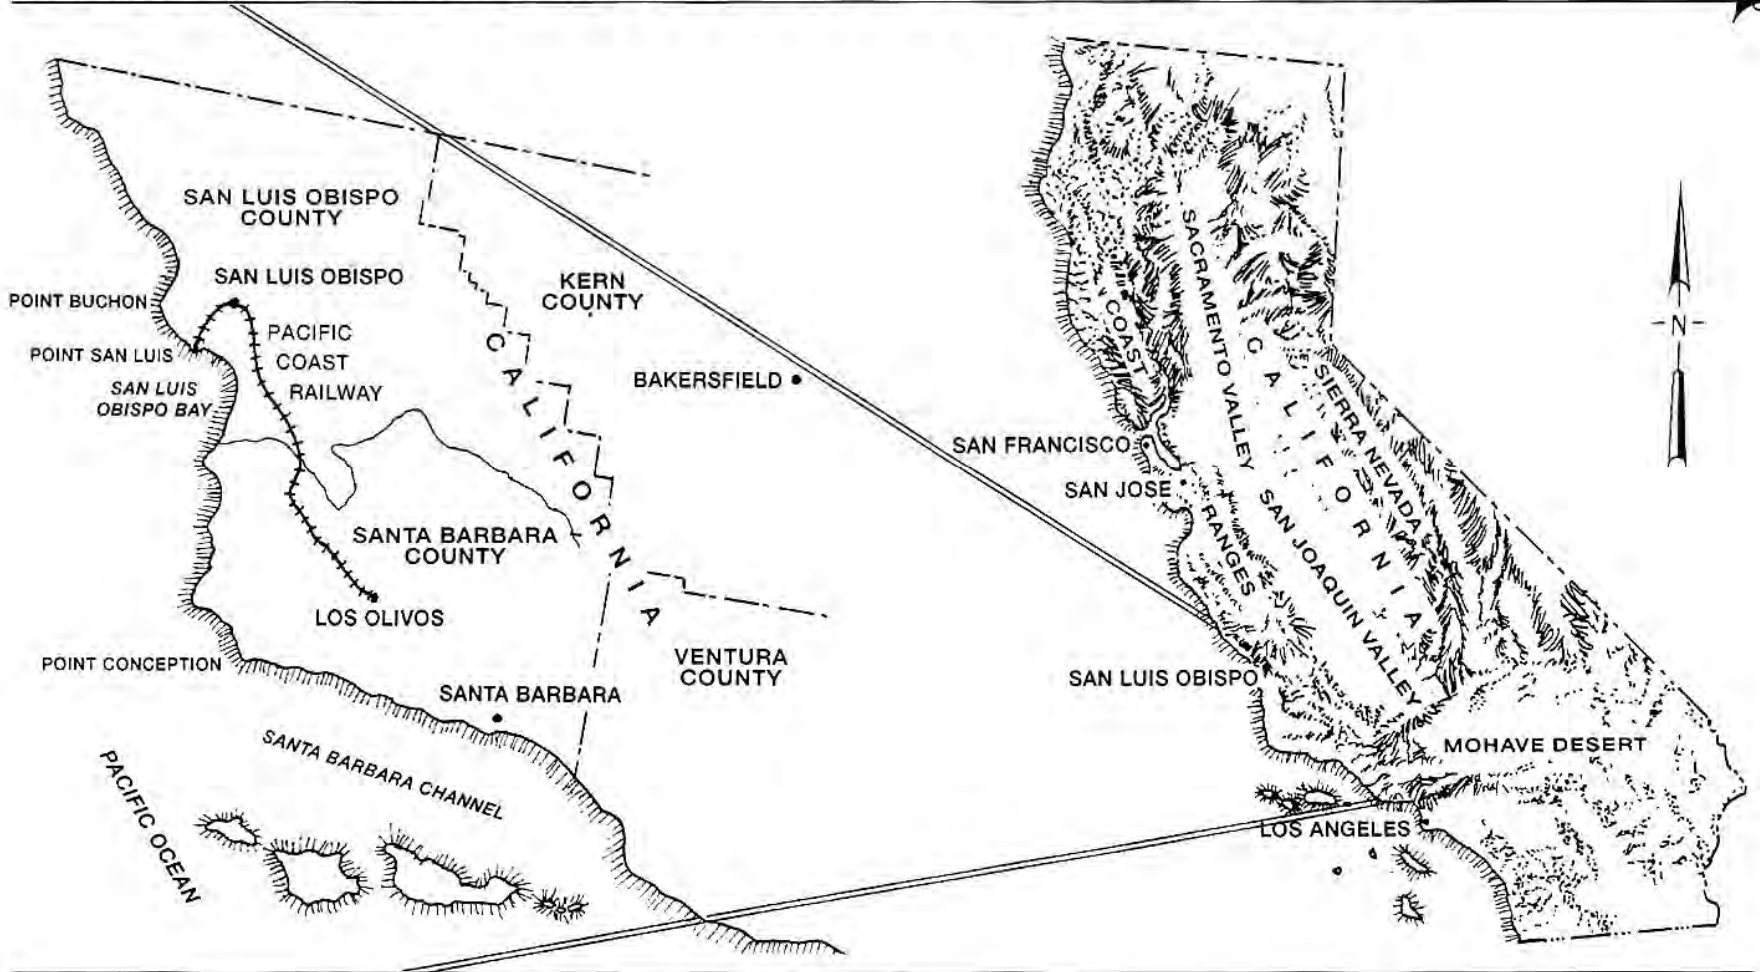 SAN LUIS OBISPO
COUNTY
SAN LUIS OBISPO
KERN
COUNTY
POINT BUCHON
PACIFIC
COAST
RAILWAY
POINT SAN LUIS
SAN LUIS
OBISPO BAY
BAKERSFIELD
CALIFORNIA
SANTA BARBARA
COUNTY
LOS OLIVOS
POINT CONCEPTION
VENTURA
COUNTY
SANTA BARBARA
SANTA BARBARA CHANNEL
PACIFIC OCEAN
SACRAMENTO VALLEY
COAST
RANGES
CALIFORNIA
SIERRA NEVADA
SAN FRANCISCO
SAN JOSE
SAN JOAQUIN VALLEY
SAN LUIS OBISPO
MOHAVE DESERT
LOS ANGELES
N